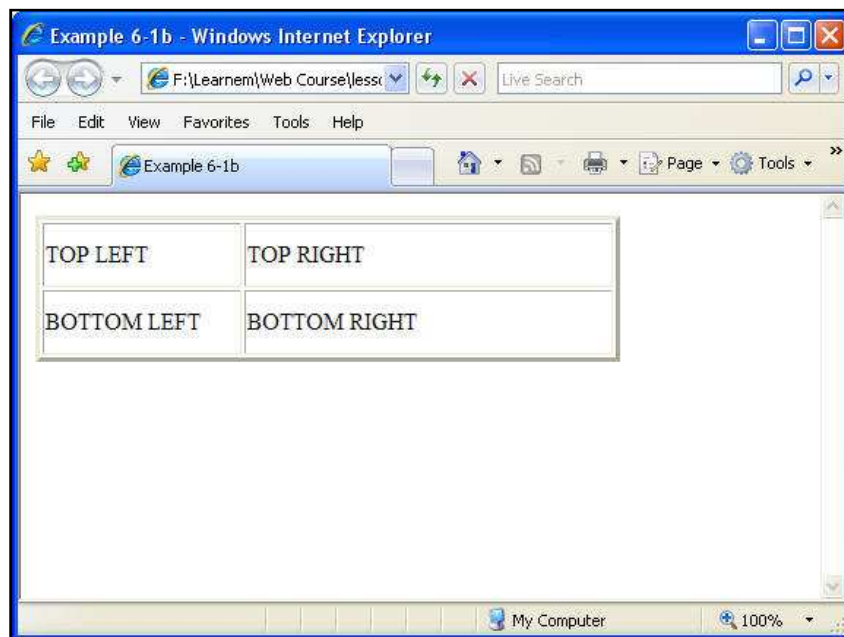 Example 6-1b - Windows Internet Explorer
F:\Learnem\Web Course\less Live Search
File Edit View Favorites Tools Help
Example 6-1b Page Tools »
TOP LEFT TOP RIGHT
BOTTOM LEFT BOTTOM RIGHT
My Computer 100%